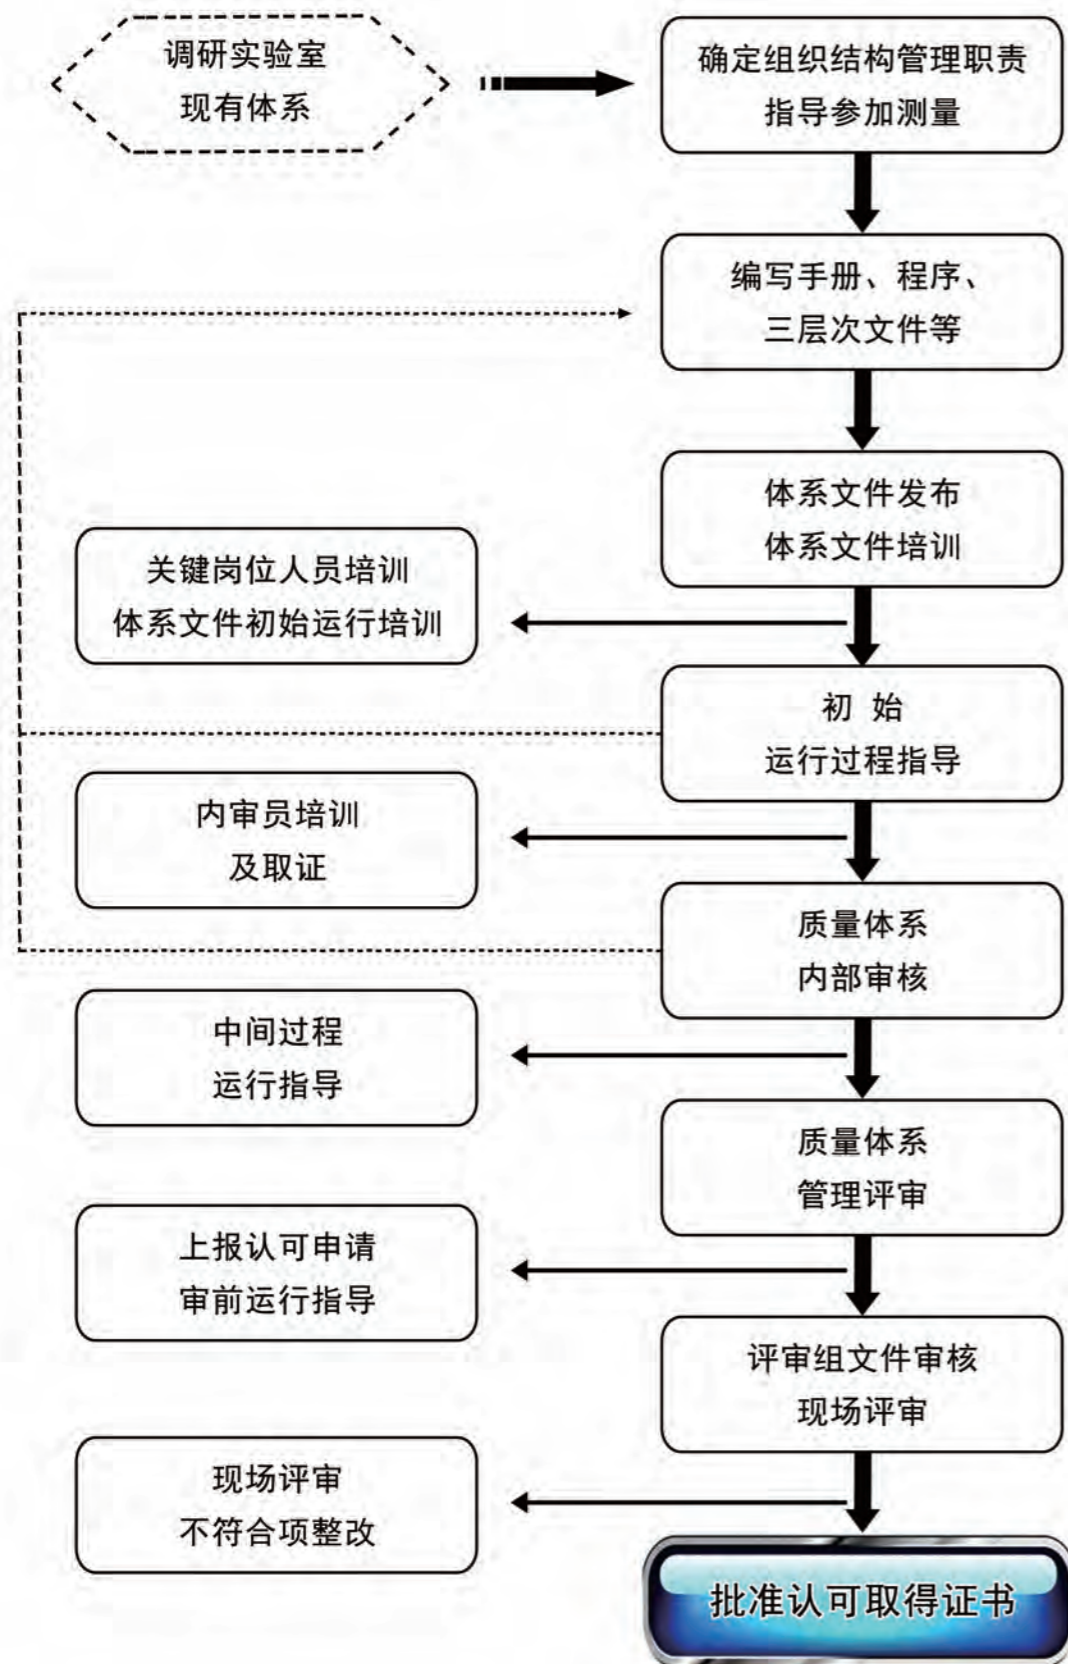 调研实验室
现有体系
确定组织结构管理职责
指导参加测量
编写手册、程序、
三层次文件等
体系文件发布
体系文件培训
关键岗位人员培训
体系文件初始运行培训
初 始
运行过程指导
内审员培训
及取证
质量体系
内部审核
中间过程
运行指导
质量体系
管理评审
上报认可申请
审前运行指导
评审组文件审核
现场评审
现场评审
不符合项整改
批准认可取得证书